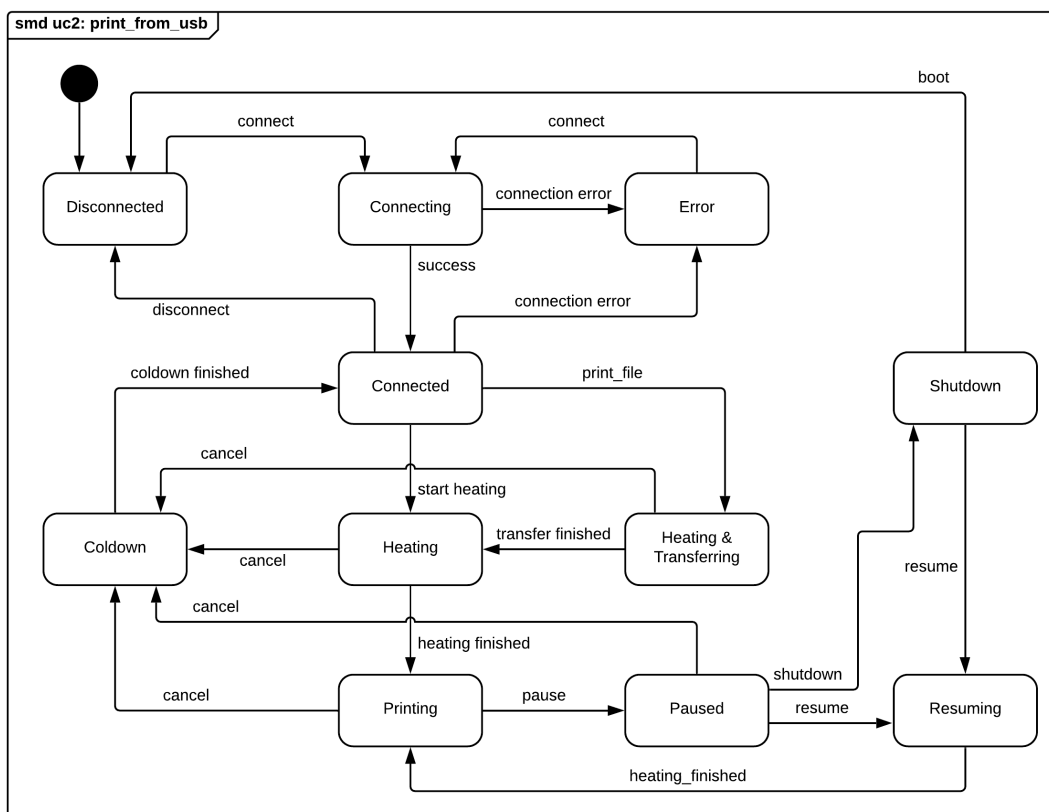 smd uc2: print_from_usb
boot
connect
connect
Disconnected
Connecting
connection error
Error
success
disconnect
connection error
coldown finished
Connected
print_file
Shutdown
cancel
start heating
Coldown
cancel
Heating
transfer finished
Heating &
Transferring
resume
cancel
heating finished
shutdown
cancel
Printing
pause
Paused
resume
Resuming
heating_finished